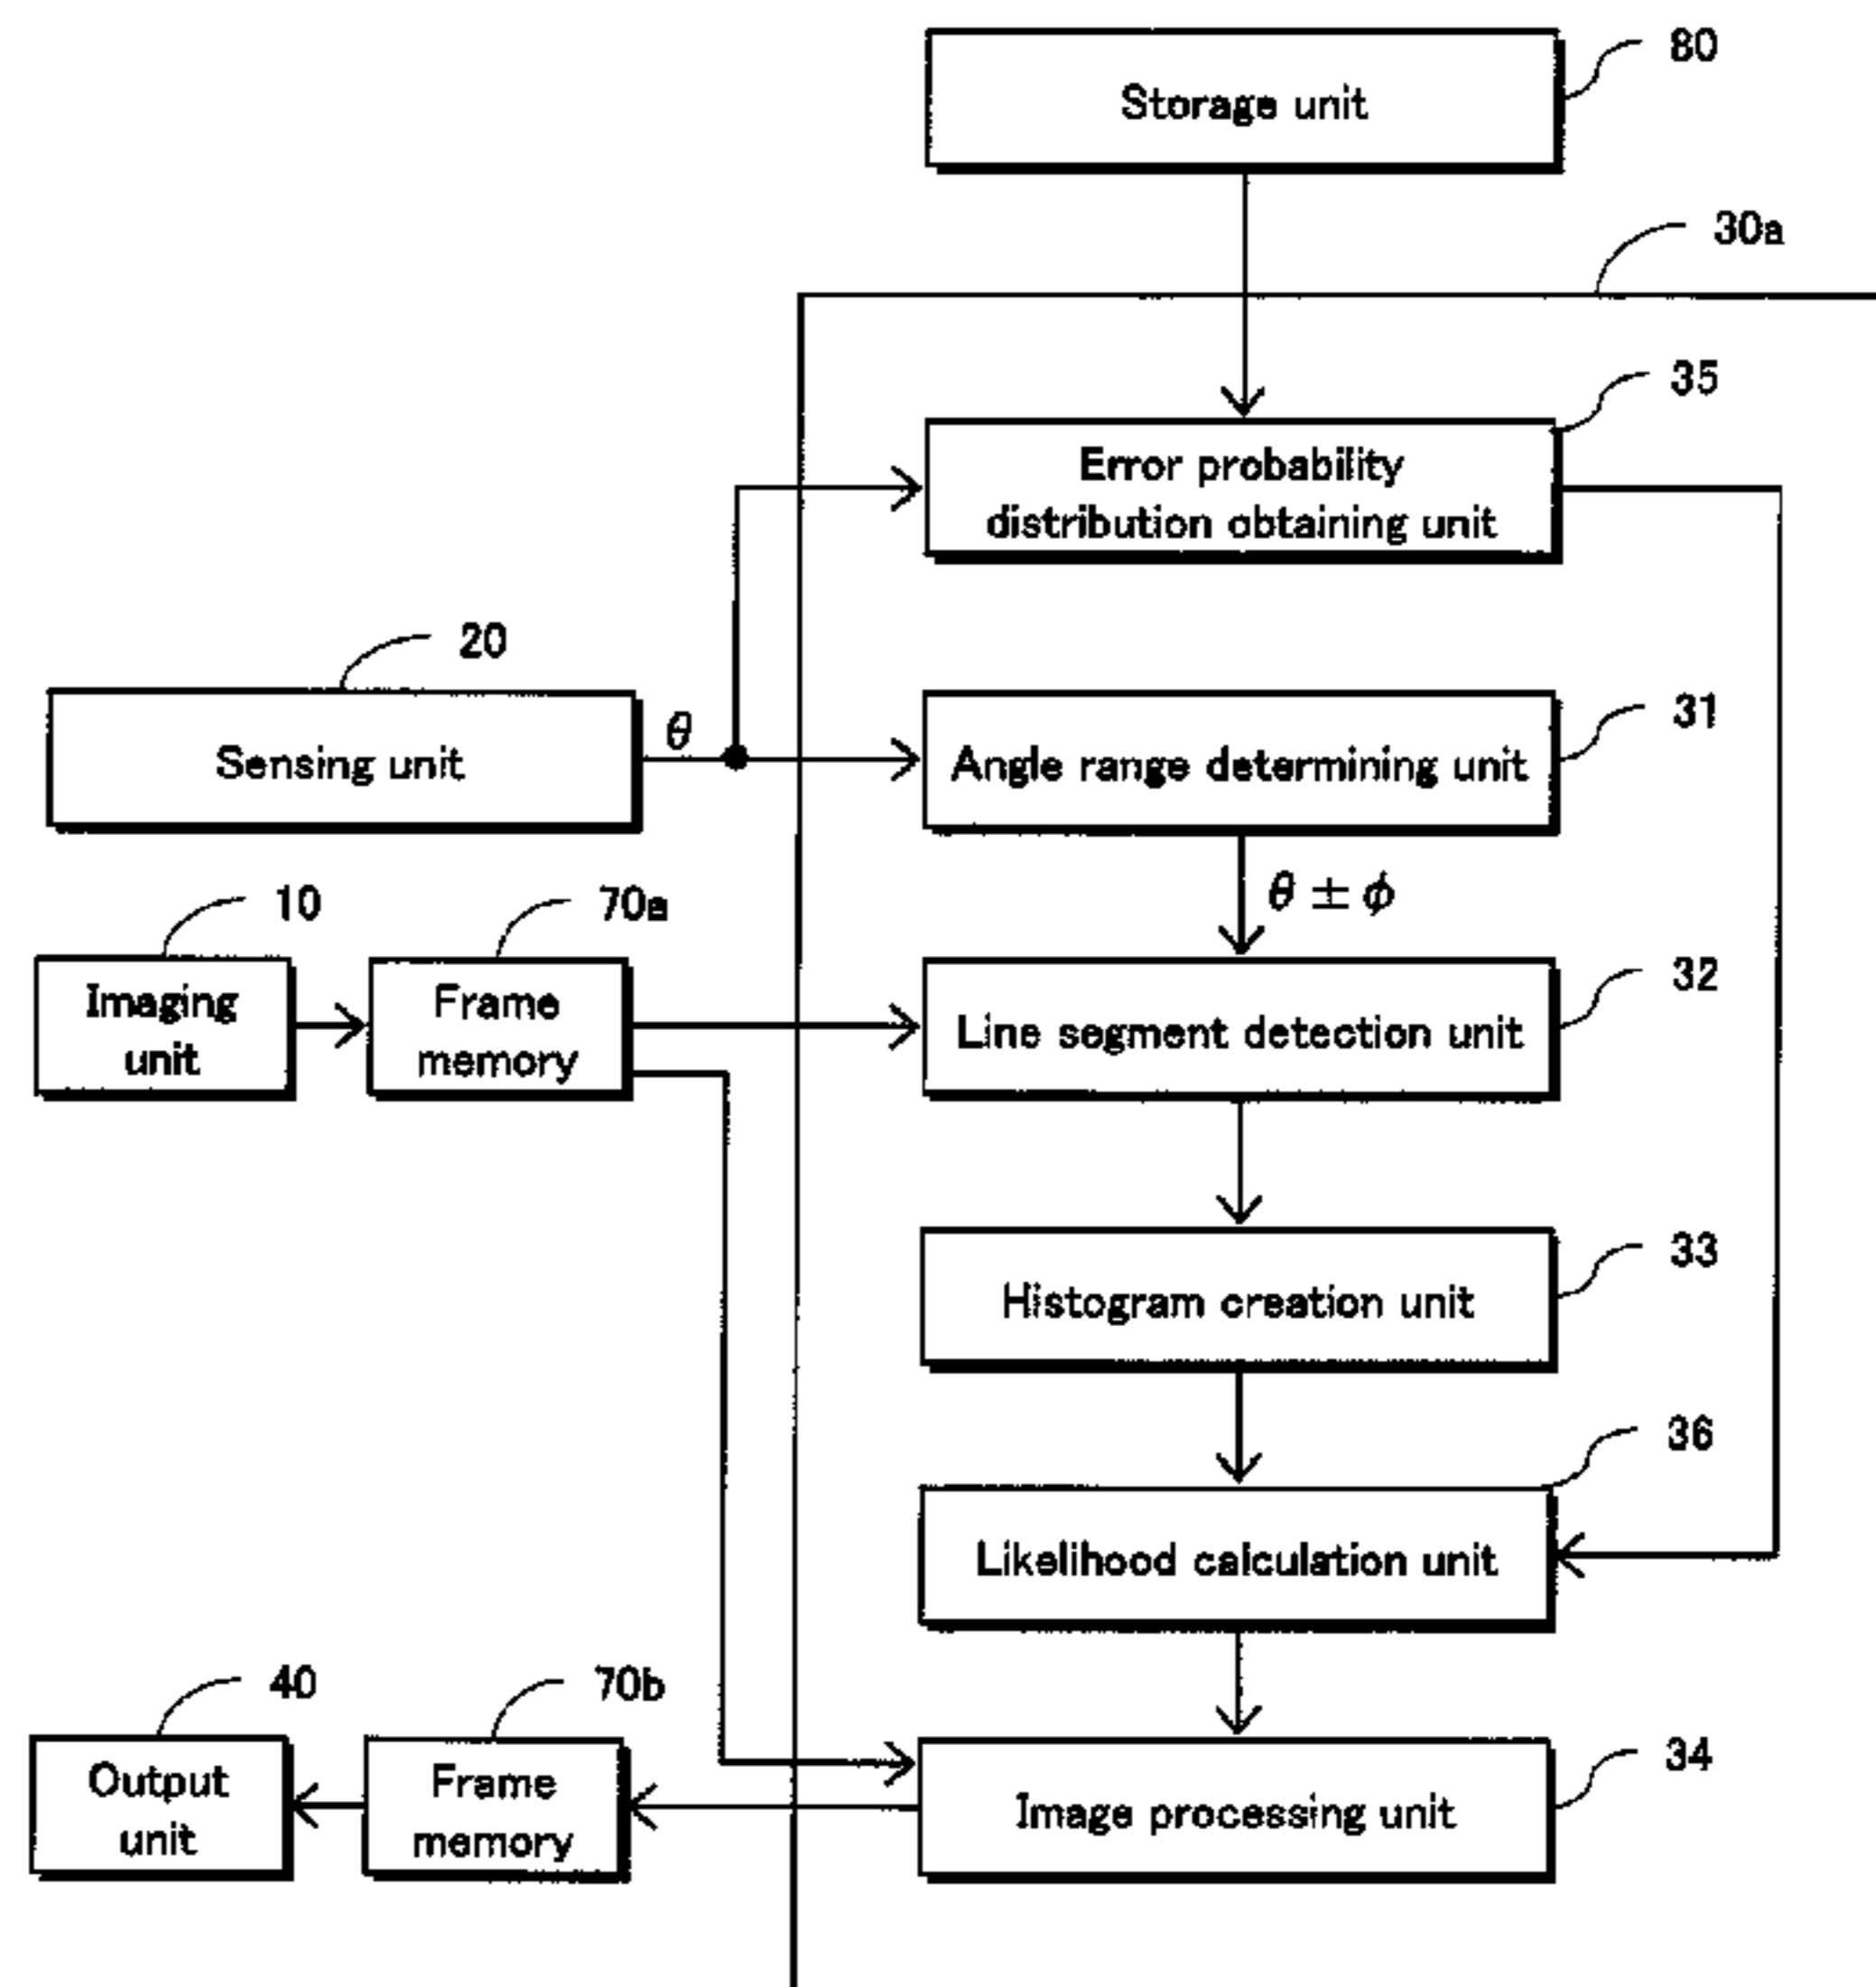 80
Storage unit
30a
35
Error probability
distribution obtaining unit
20
Sensing unit
θ
31
Angle range determining unit
θ ± ϕ
10
Imaging
unit
70a
Frame
memory
32
Line segment detection unit
33
Histogram creation unit
36
Likelihood calculation unit
40
Output
unit
70b
Frame
memory
34
Image processing unit